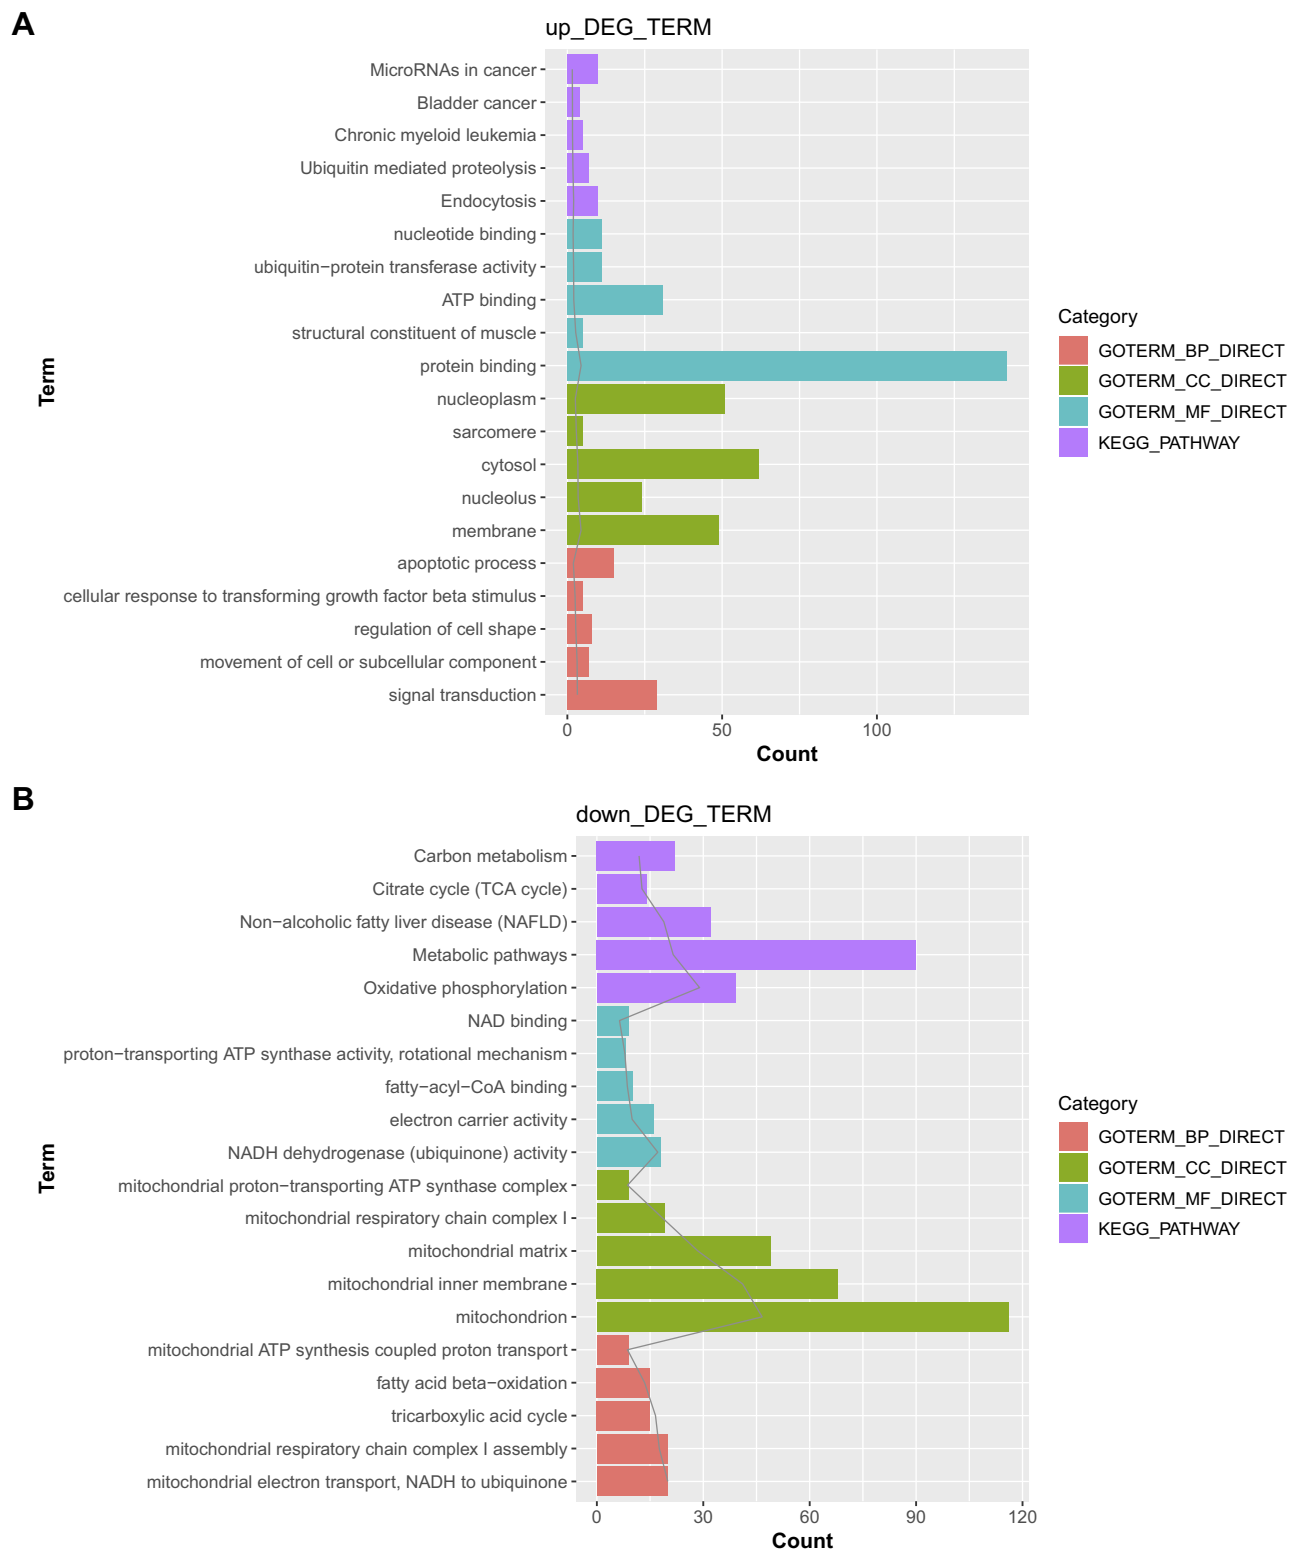 A
up_DEG_TERM
MicroRNAs in cancer
Bladder cancer
Chronic myeloid leukemia
Ubiquitin mediated proteolysis
Endocytosis
nucleotide binding
ubiquitin−protein transferase activity
ATP binding
structural constituent of muscle
protein binding
nucleoplasm
sarcomere
cytosol
nucleolus
membrane
apoptotic process
cellular response to transforming growth factor beta stimulus
regulation of cell shape
movement of cell or subcellular component
signal transduction
Term
0 50 100
Count
Category
GOTERM_BP_DIRECT
GOTERM_CC_DIRECT
GOTERM_MF_DIRECT
KEGG_PATHWAY
B
down_DEG_TERM
Carbon metabolism
Citrate cycle (TCA cycle)
Non−alcoholic fatty liver disease (NAFLD)
Metabolic pathways
Oxidative phosphorylation
NAD binding
proton−transporting ATP synthase activity, rotational mechanism
fatty−acyl−CoA binding
electron carrier activity
NADH dehydrogenase (ubiquinone) activity
mitochondrial proton−transporting ATP synthase complex
mitochondrial respiratory chain complex I
mitochondrial matrix
mitochondrial inner membrane
mitochondrion
mitochondrial ATP synthesis coupled proton transport
fatty acid beta−oxidation
tricarboxylic acid cycle
mitochondrial respiratory chain complex I assembly
mitochondrial electron transport, NADH to ubiquinone
Term
0 30 60 90 120
Count
Category
GOTERM_BP_DIRECT
GOTERM_CC_DIRECT
GOTERM_MF_DIRECT
KEGG_PATHWAY